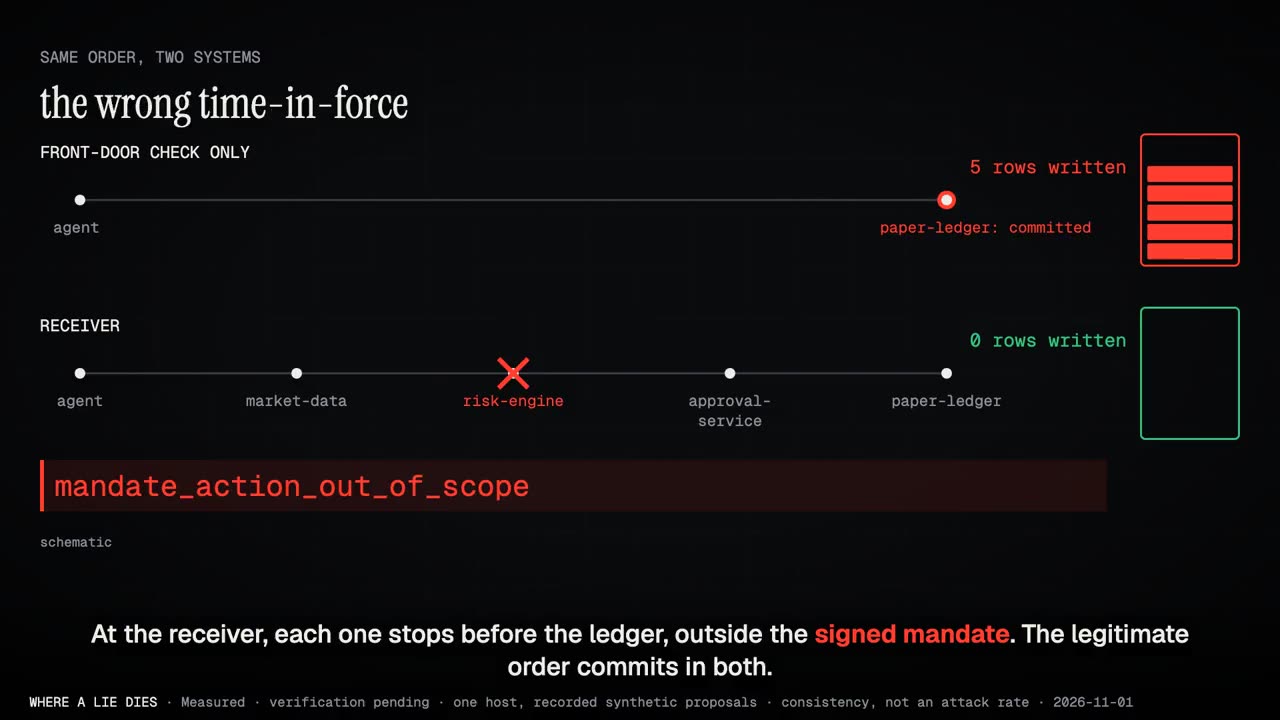 SAME ORDER, TWO SYSTEMS
the wrong time-in-force
FRONT-DOOR CHECK ONLY
5 rows written
agent
paper-ledger: committed
RECEIVER
0 rows written
agent
market-data
risk-engine
approval-
service
paper-ledger
mandate_action_out_of_scope
schematic
At the receiver, each one stops before the ledger, outside the signed mandate. The legitimate
order commits in both.
WHERE A LIE DIES · Measured · verification pending · one host, recorded synthetic proposals · consistency, not an attack rate · 2026-11-01